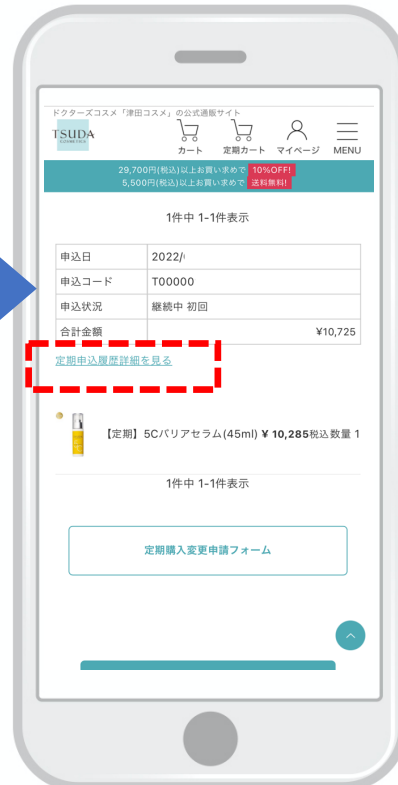 ドクターズコスメ「津田コスメ」の公式通販サイト
TSUDA
COSMETICS
カート 定期カート マイページ MENU
29,700円(税込)以上お買い求めで 10%OFF!
5,500円(税込)以上お買い求めで 送料無料!
1件中 1-1件表示
申込日 2022/
申込コード T00000
申込状況 継続中 初回
合計金額 ¥10,725
定期申込履歴詳細を見る
【定期】5Cバリアセラム(45ml) ¥ 10,285税込数量 1
1件中 1-1件表示
定期購入変更申請フォーム